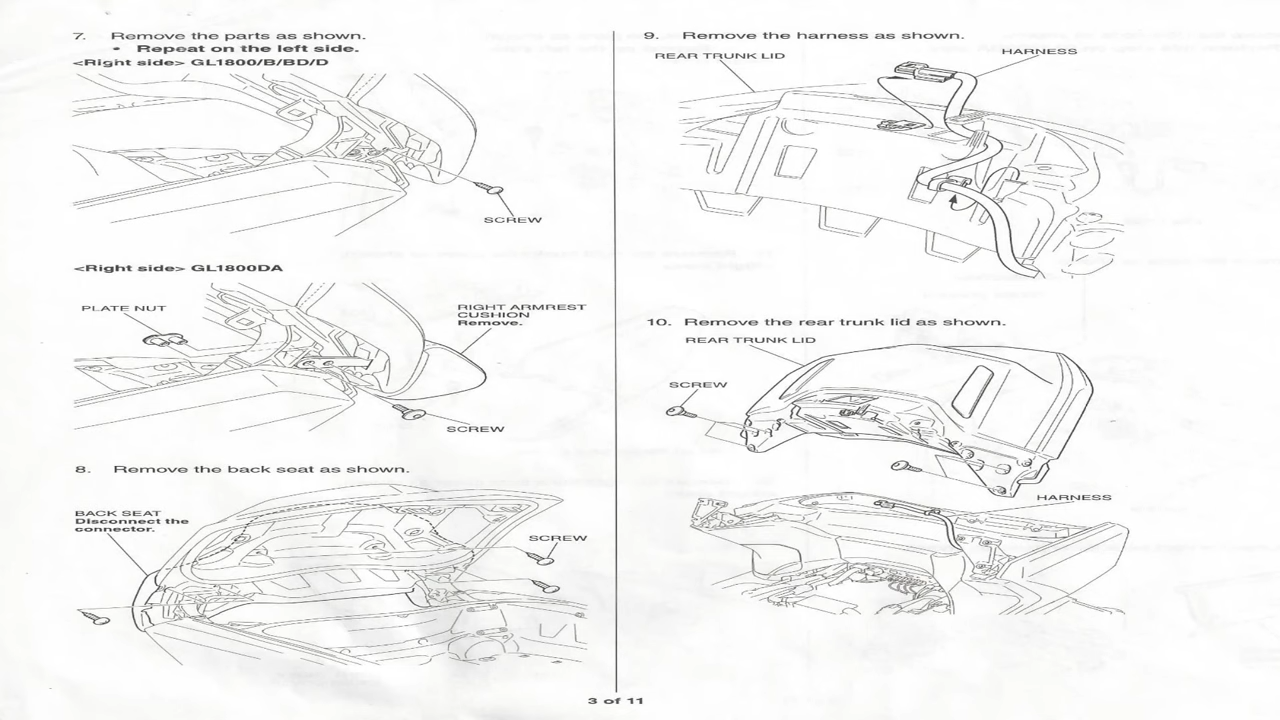 7. Remove the parts as shown.
• Repeat on the left side.
<Right side> GL1800/B/BD/D
SCREW
<Right side> GL1800DA
PLATE NUT
RIGHT ARMREST
CUSHION
Remove.
SCREW
8. Remove the back seat as shown.
BACK SEAT
Disconnect the
connector.
SCREW
9. Remove the harness as shown.
REAR TRUNK LID
HARNESS
10. Remove the rear trunk lid as shown.
REAR TRUNK LID
SCREW
HARNESS
3 of 11